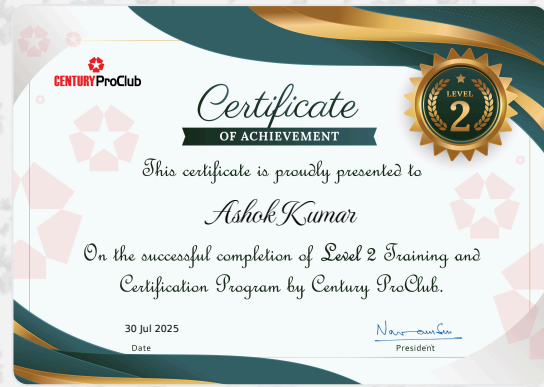 CENTURY ProClub
Certificate
OF ACHIEVEMENT
LEVEL
2
This certificate is proudly presented to
Ashok Kumar
On the successful completion of Level 2 Training and
Certification Program by Century ProClub.
30 Jul 2025
Date
President